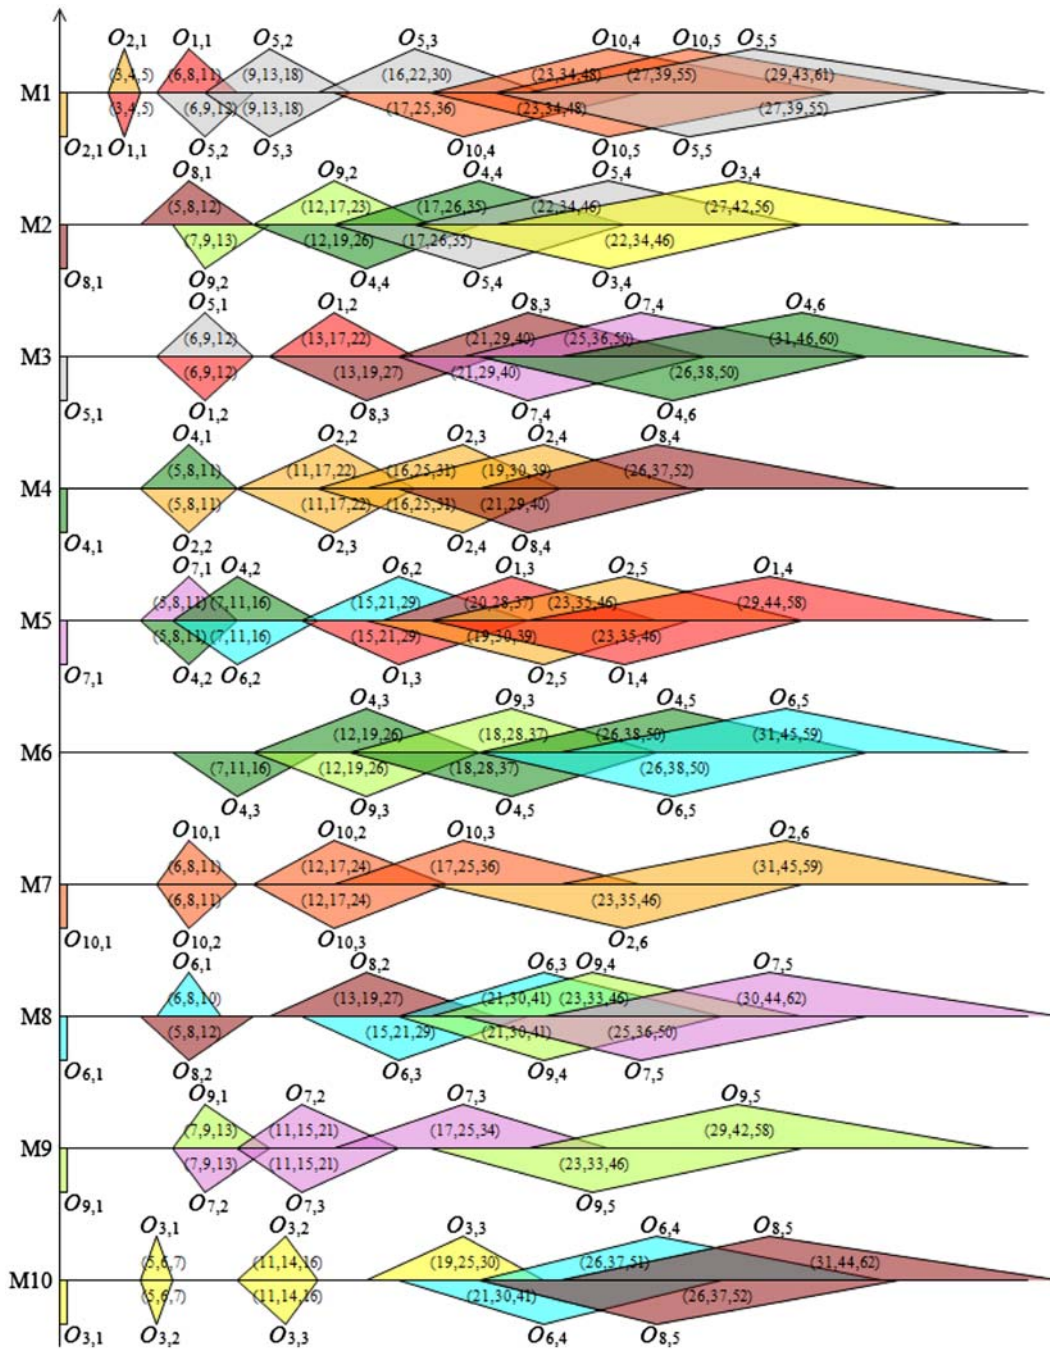 O2,1 O1,1 O5,2 O5,3 O10,4 O10,5 O5,5
(3,4,5) (6,8,11) (9,13,18) (16,22,30) (23,34,48) (27,39,55) (29,43,61)
M1
(3,4,5) (6,9,12) (9,13,18) (17,25,36) (23,34,48) (27,39,55)
O2,1 O1,1 O5,2 O5,3 O10,4 O10,5 O5,5
O8,1 O9,2 O4,4 O5,4 O3,4
(5,8,12) (12,17,23) (17,26,35) (22,34,46) (27,42,56)
M2
(7,9,13) (12,19,26) (17,26,35) (22,34,46)
O8,1 O9,2 O4,4 O5,4 O3,4
O5,1 O1,2 O8,3 O7,4 O4,6
(6,9,12) (13,17,22) (21,29,40) (25,36,50) (31,46,60)
M3
(6,9,12) (13,19,27) (21,29,40) (26,38,50)
O5,1 O1,2 O8,3 O7,4 O4,6
O4,1 O2,2 O2,3 O2,4 O8,4
(5,8,11) (11,17,22) (16,25,31) (19,30,39) (26,37,52)
M4
(5,8,11) (11,17,22) (16,25,31) (21,29,40)
O4,1 O2,2 O2,3 O2,4 O8,4
O7,1 O4,2 O6,2 O1,3 O2,5 O1,4
(5,8,11) (7,11,16) (15,21,29) (20,28,37) (23,35,46) (29,44,58)
M5
(5,8,11) (7,11,16) (15,21,29) (19,30,39) (23,35,46)
O7,1 O4,2 O6,2 O1,3 O2,5 O1,4
O4,3 O9,3 O4,5 O6,5
(12,19,26) (18,28,37) (26,38,50) (31,45,59)
M6
(7,11,16) (12,19,26) (18,28,37) (26,38,50)
O4,3 O9,3 O4,5 O6,5
O10,1 O10,2 O10,3 O2,6
(6,8,11) (12,17,24) (17,25,36) (31,45,59)
M7
(6,8,11) (12,17,24) (23,35,46)
O10,1 O10,2 O10,3 O2,6
O6,1 O8,2 O6,3 O9,4 O7,5
(6,8,10) (13,19,27) (21,30,41) (23,33,46) (30,44,62)
M8
(5,8,12) (15,21,29) (21,30,41) (25,36,50)
O6,1 O8,2 O6,3 O9,4 O7,5
O9,1 O7,2 O7,3 O9,5
(7,9,13) (11,15,21) (17,25,34) (29,42,58)
M9
(7,9,13) (11,15,21) (23,33,46)
O9,1 O7,2 O7,3 O9,5
O3,1 O3,2 O3,3 O6,4 O8,5
(5,6,7) (11,14,16) (19,25,30) (26,37,51) (31,44,62)
M10
(5,6,7) (11,14,16) (21,30,41) (26,37,52)
O3,1 O3,2 O3,3 O6,4 O8,5